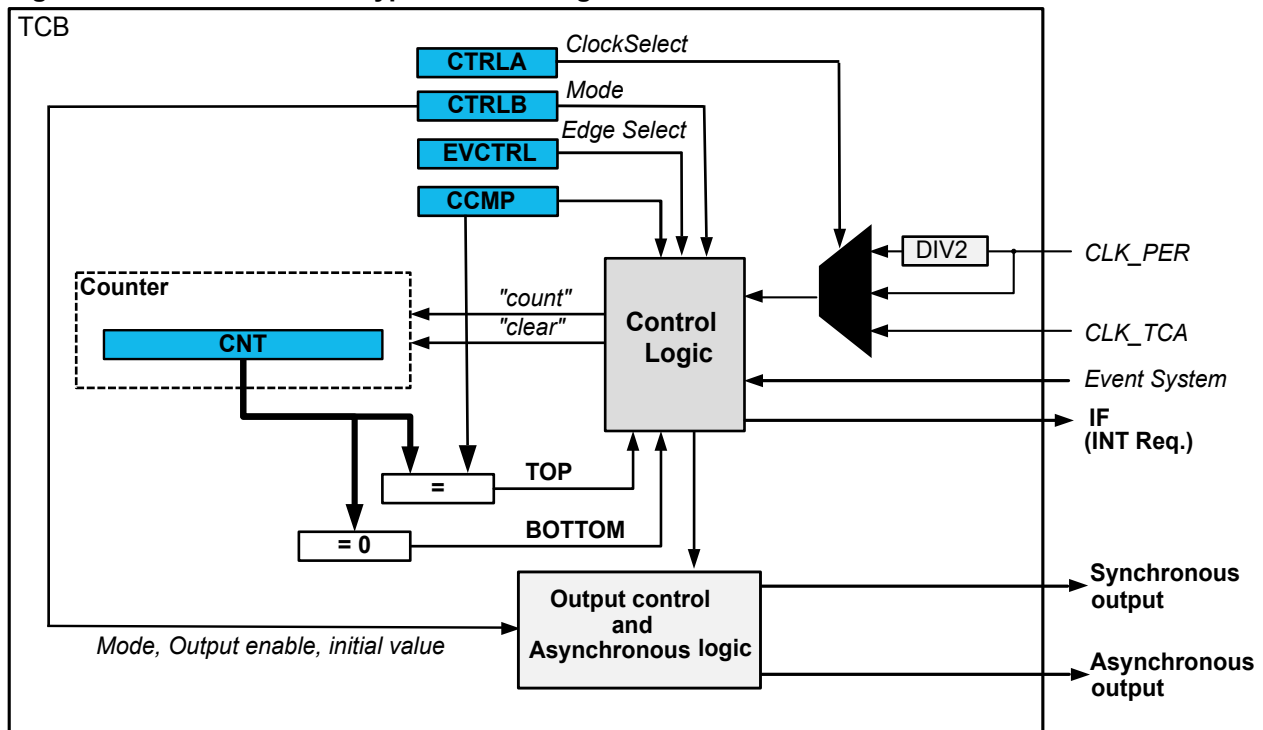 TCB
ClockSelect
CTRLA
Mode
CTRLB
Edge Select
EVCTRL
CCMP
DIV2
CLK_PER
Counter
"count"
"clear"
CNT
Control
Logic
CLK_TCA
Event System
IF
(INT Req.)
=
TOP
= 0
BOTTOM
Output control
and
Asynchronous logic
Synchronous
output
Mode, Output enable, initial value
Asynchronous
output